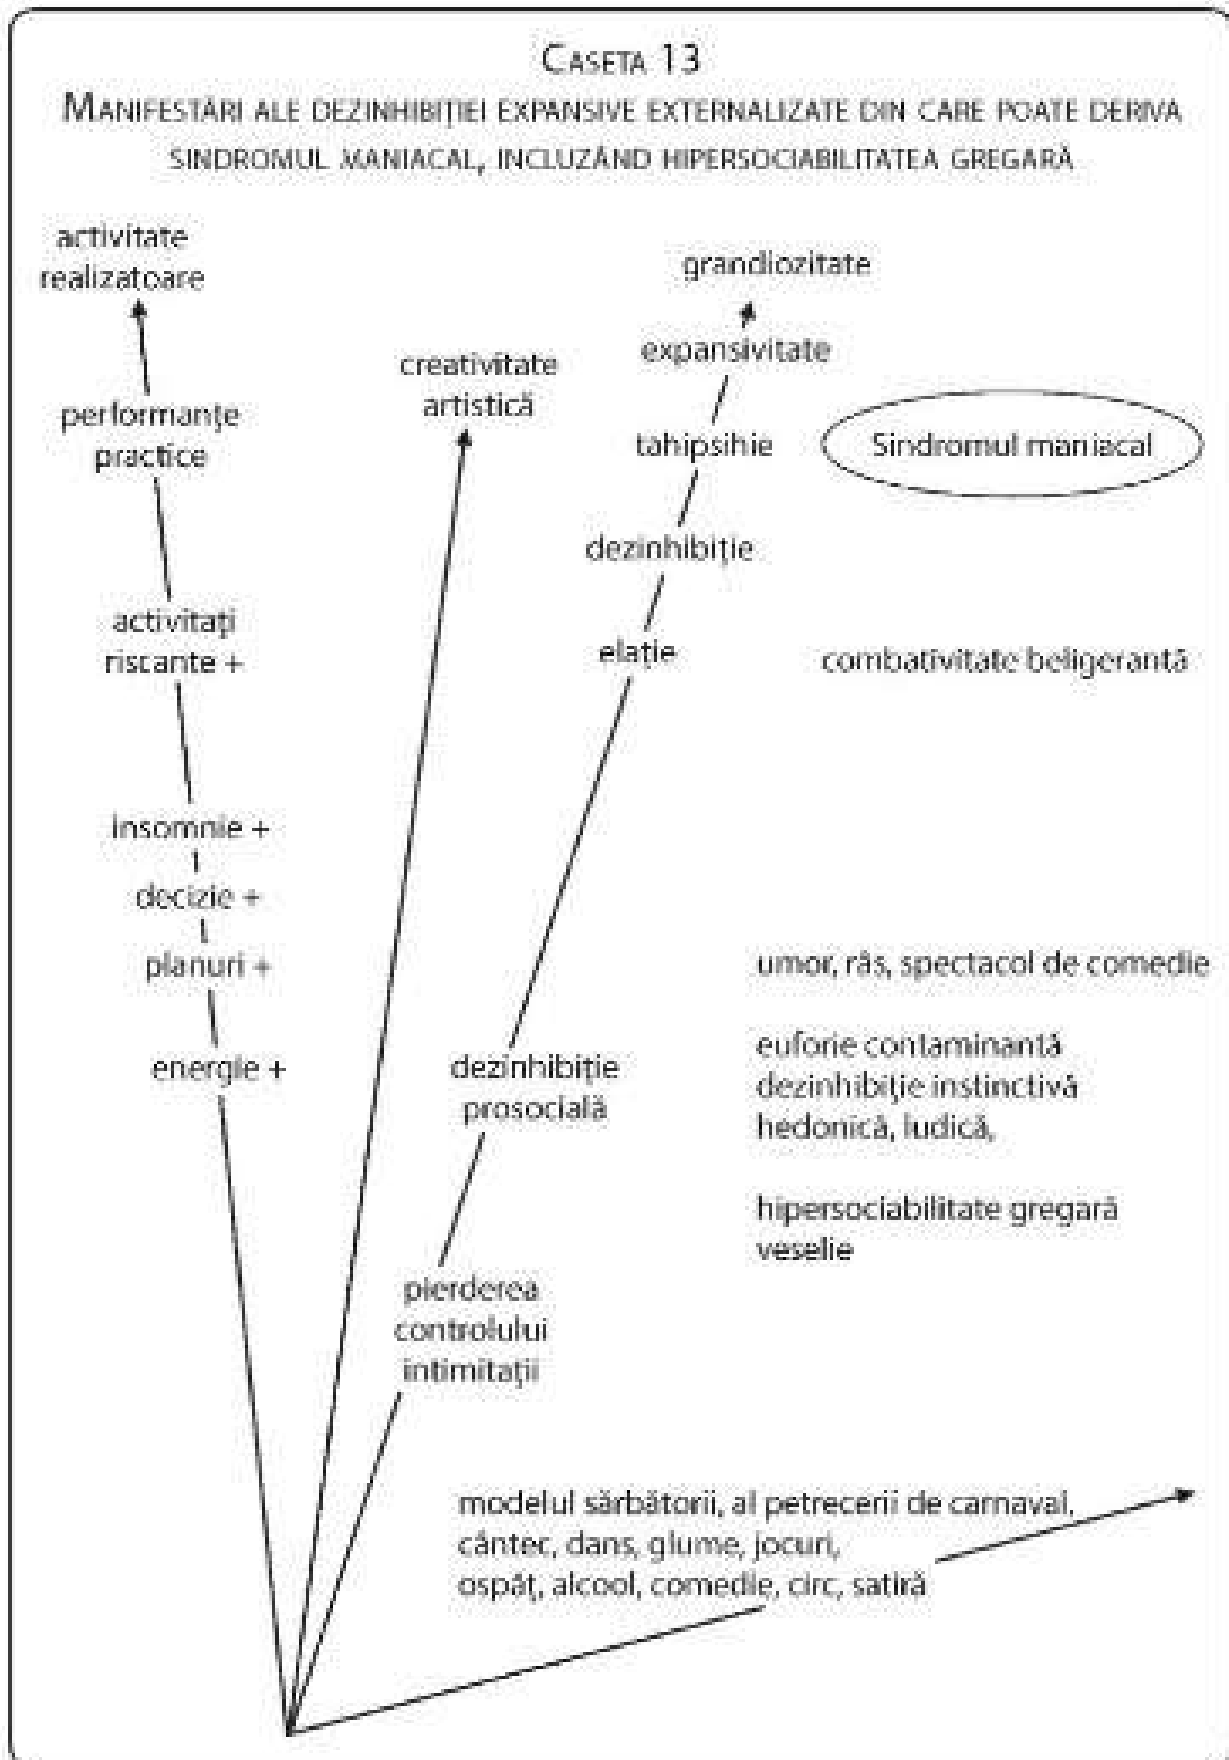 CASETA 13
MANIFESTĂRI ALE DEZINHIBIȚIEI EXPANSIVE EXTERNALIZATE DIN CARE POATE DERIVA
SINDROMUL MANIACAL, INCLUZÂND HIPERSOCIABILITATEA GREGARĂ
activitate
realizatoare
performanțe
practice
activitați
riscante +
insomnie +
decizie +
planuri +
energie +
creativitate
artistică
grandiozitate
expansivitate
tahipsihie
dezinhibiție
elație
dezinhibiție
prosocială
pierderea
controlului
intimității
Sindromul maniacal
combativitate beligerantă
umor, râs, spectacol de comedie
euforie contaminantă
dezinhibiție instinctivă
hedonică, ludică,
hipersociabilitate gregară
veselie
modelul sărbătorii, al petrecerii de carnaval,
cântec, dans, glume, jocuri,
ospăț, alcool, comedie, circ, satiră